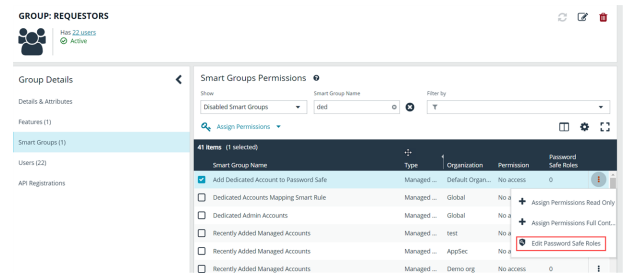 GROUP: REQUESTORS
Has 22 users
Active
Group Details
Details & Attributes
Features (1)
Smart Groups (1)
Users (22)
API Registrations
Smart Groups Permissions
Show
Smart Group Name
Filter by
Disabled Smart Groups
ded
Assign Permissions
41 items (1 selected)
Smart Group Name Type Organization Permission Password Safe Roles
Add Dedicated Account to Password Safe Managed ... Default Organ... No access 0
Dedicated Accounts Mapping Smart Rule Managed ... Global No a
Dedicated Admin Accounts Managed ... Global No a
Recently Added Managed Accounts Managed ... test No a
Recently Added Managed Accounts Managed ... AppSec No a
Recently Added Managed Accounts Managed ... Demo org No access 0
Assign Permissions Read Only
Assign Permissions Full Cont...
Edit Password Safe Roles